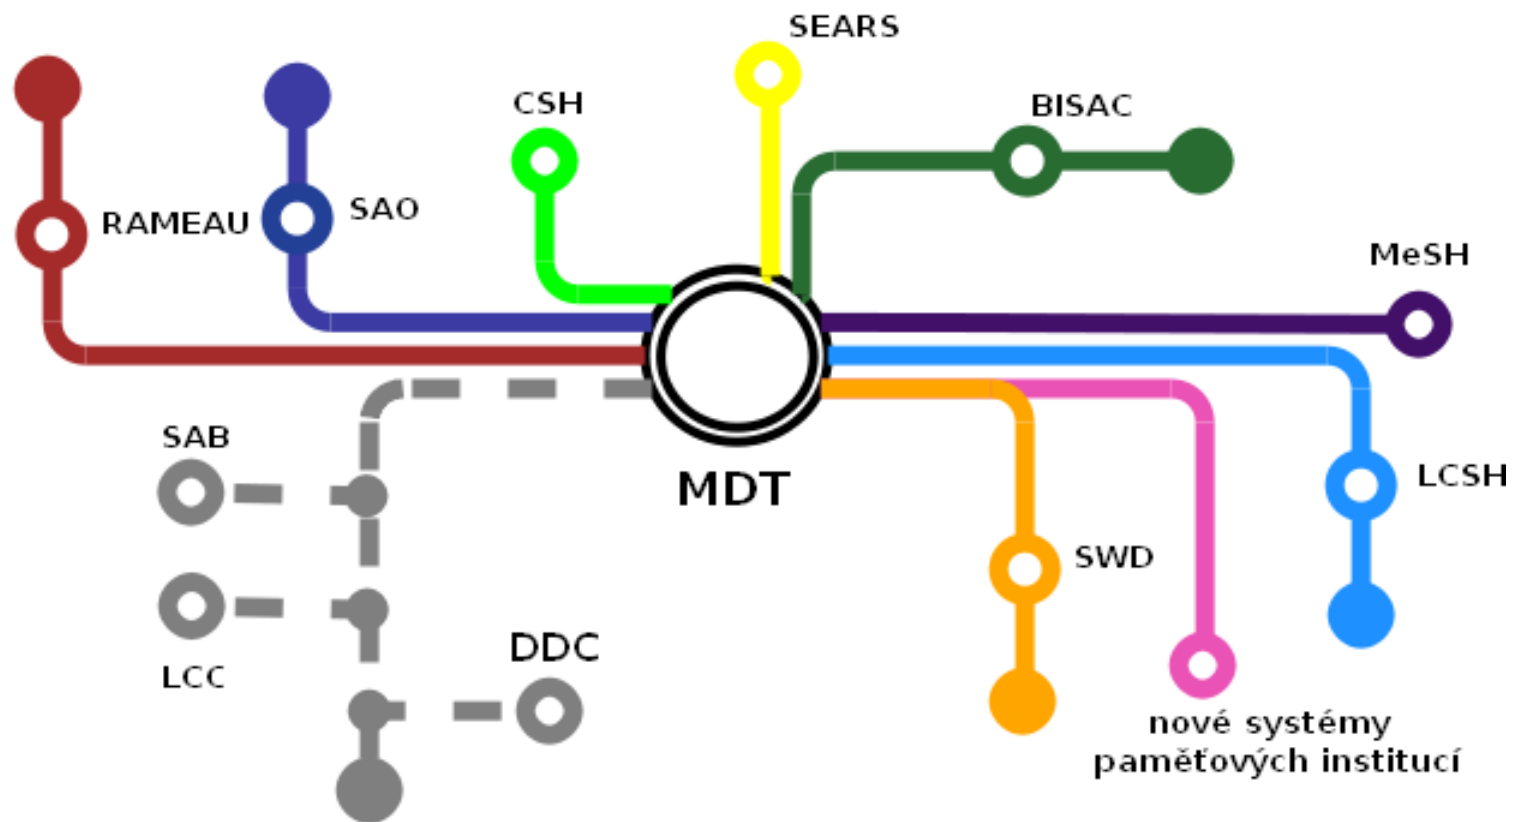 SEARS
CSH
BISAC
RAMEAU
SAO
MeSH
SAB
MDT
LCSH
SWD
DDC
LCC
nové systémy
paměťových institucí